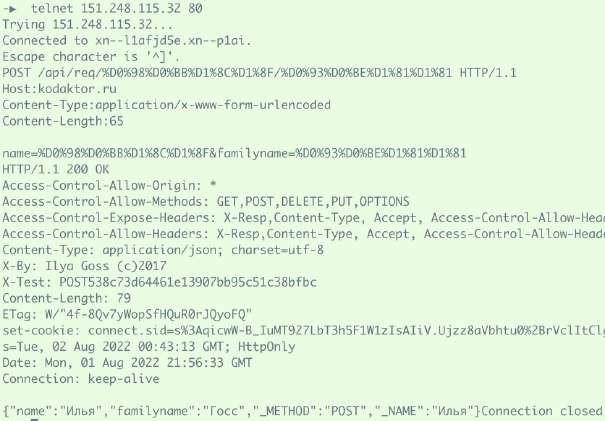 telnet 151.248.115.32 80
Trying 151.248.115.32...
Connected to xn--l1afjd5e.xn--p1ai.
Escape character is '^]'.
POST /api/req/%D0%98%D0%BB%D1%8C%D1%8F/%D0%93%D0%BE%D1%81%D1%81 HTTP/1.1
Host:kodaktor.ru
Content-Type:application/x-www-form-urlencoded
Content-Length:65
name=%D0%98%D0%BB%D1%8C%D1%8F&familyname=%D0%93%D0%BE%D1%81%D1%81
HTTP/1.1 200 OK
Access-Control-Allow-Origin: *
Access-Control-Allow-Methods: GET,POST,DELETE,PUT,OPTIONS
Access-Control-Expose-Headers: X-Resp,Content-Type, Accept, Access-Control-Allow-Head
Access-Control-Allow-Headers: X-Resp,Content-Type, Accept, Access-Control-Allow-Head
Content-Type: application/json; charset=utf-8
X-By: Ilya Goss (c)2017
X-Test: POST538c73d64461e13907bb95c51c38bfbc
Content-Length: 79
ETag: W/"4f-8Qv7yWopSfHQuR0rJQyoFQ"
set-cookie: connect.sid=s%3AqicwW-B_IuMT927LbT3h5F1W1zIsAIiV.Ujzz8aVbhtu0%2BrVclItClg
s=Tue, 02 Aug 2022 00:43:13 GMT; HttpOnly
Date: Mon, 01 Aug 2022 21:56:33 GMT
Connection: keep-alive
{"name":"Илья","familyname":"Госс","_METHOD":"POST","_NAME":"Илья"}Connection closed